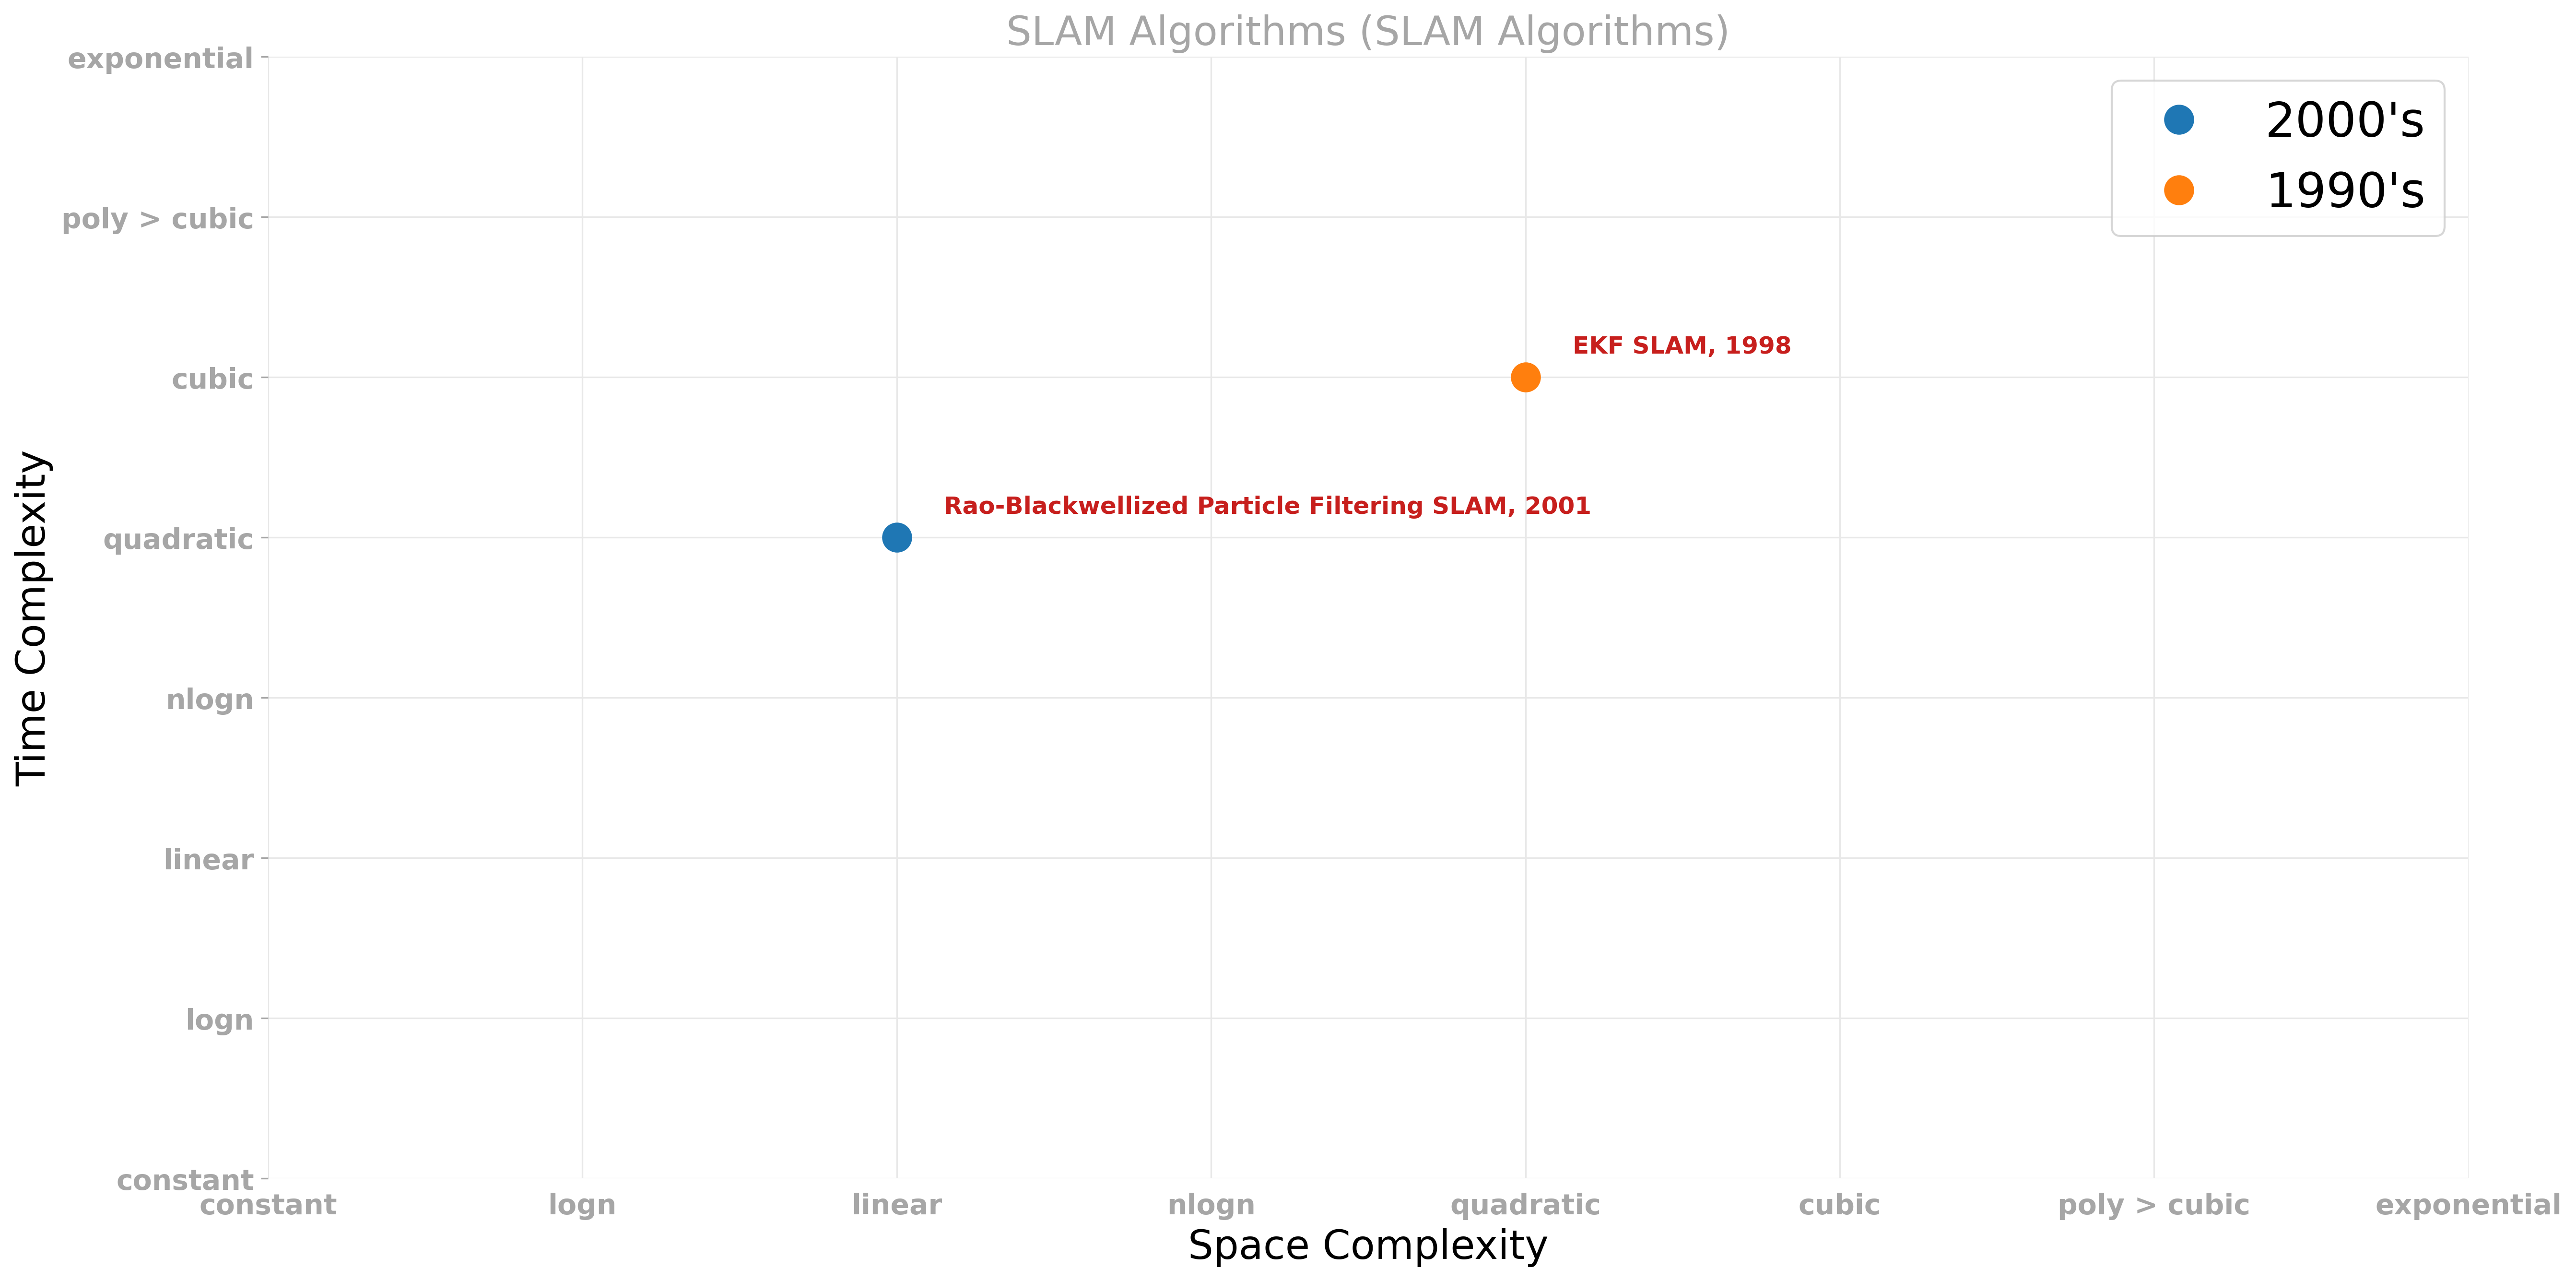 SLAM Algorithms (SLAM Algorithms)
exponential
poly > cubic
cubic
quadratic
nlogn
linear
logn
constant
Time Complexity
2000's
1990's
EKF SLAM, 1998
Rao-Blackwellized Particle Filtering SLAM, 2001
constant logn linear nlogn quadratic cubic poly > cubic exponential
Space Complexity